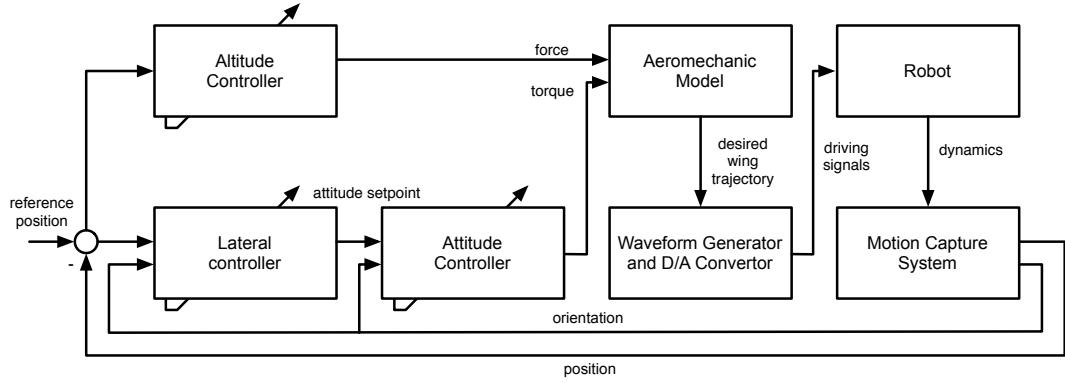 Altitude
Controller
force
torque
Aeromechanic
Model
Robot
desired
wing
trajectory
driving
signals
dynamics
reference
position
-
attitude setpoint
Lateral
controller
Attitude
Controller
Waveform Generator
and D/A Convertor
Motion Capture
System
orientation
position